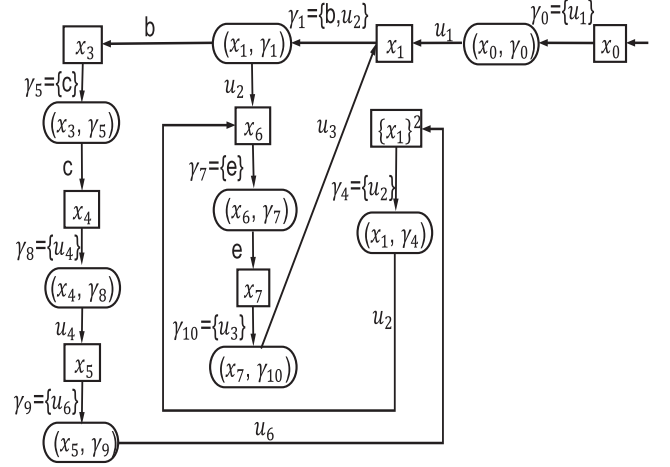 b
γ₁={b,u₂}
u₁
γ₀={u₁}
x₃
(x₁, γ₁)
x₁
(x₀, γ₀)
x₀
γ₅={c}
u₂
u₃
(x₃, γ₅)
x₆
{x₁}²
c
γ₇={e}
γ₄={u₂}
x₄
(x₆, γ₇)
(x₁, γ₄)
γ₈={u₄}
e
(x₄, γ₈)
x₇
u₄
γ₁₀={u₃}
u₂
x₅
(x₇, γ₁₀)
γ₉={u₆}
(x₅, γ₉)
u₆